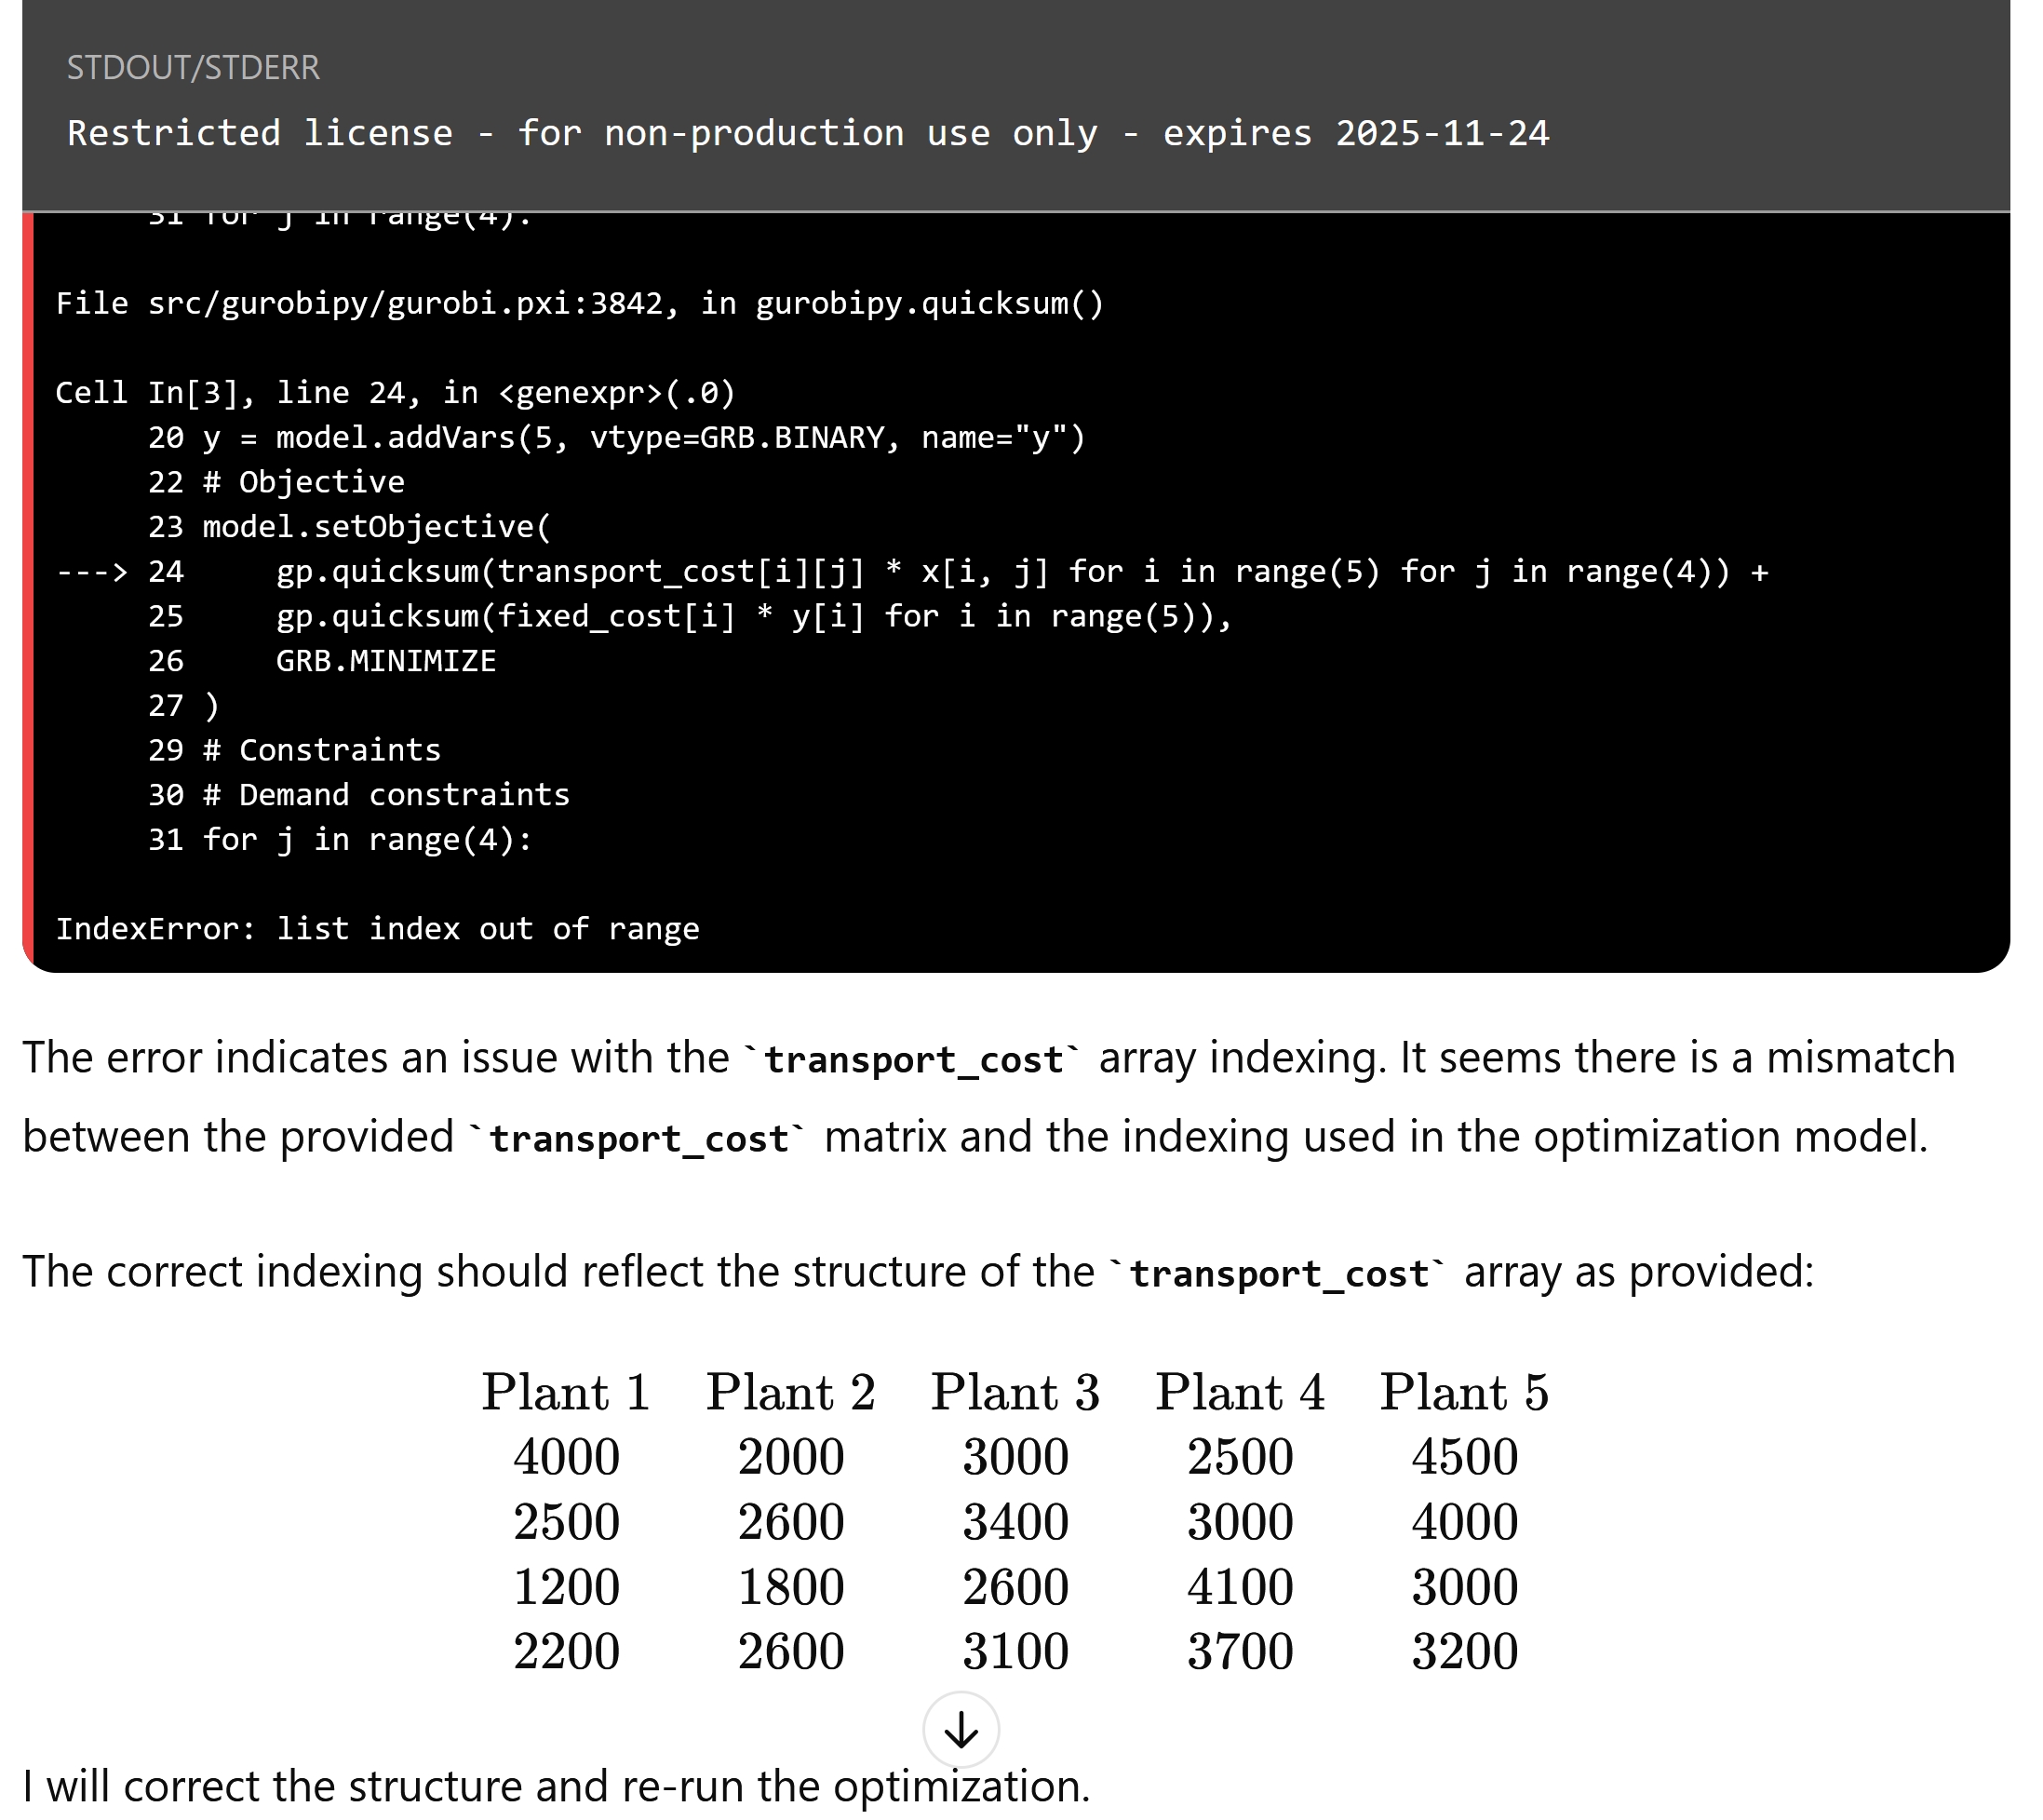 STDOUT/STDERR
Restricted license - for non-production use only - expires 2025-11-24
31 for j in range(4):
File src/gurobipy/gurobi.pxi:3842, in gurobipy.quicksum()
Cell In[3], line 24, in <genexpr>(.0)
20 y = model.addVars(5, vtype=GRB.BINARY, name="y")
22 # Objective
23 model.setObjective(
---> 24     gp.quicksum(transport_cost[i][j] * x[i, j] for i in range(5) for j in range(4)) +
25     gp.quicksum(fixed_cost[i] * y[i] for i in range(5)),
26     GRB.MINIMIZE
27 )
29 # Constraints
30 # Demand constraints
31 for j in range(4):
IndexError: list index out of range
The error indicates an issue with the `transport_cost` array indexing. It seems there is a mismatch
between the provided `transport_cost` matrix and the indexing used in the optimization model.
The correct indexing should reflect the structure of the `transport_cost` array as provided:
Plant 1 Plant 2 Plant 3 Plant 4 Plant 5
4000 2000 3000 2500 4500
2500 2600 3400 3000 4000
1200 1800 2600 4100 3000
2200 2600 3100 3700 3200
I will correct the structure and re-run the optimization.